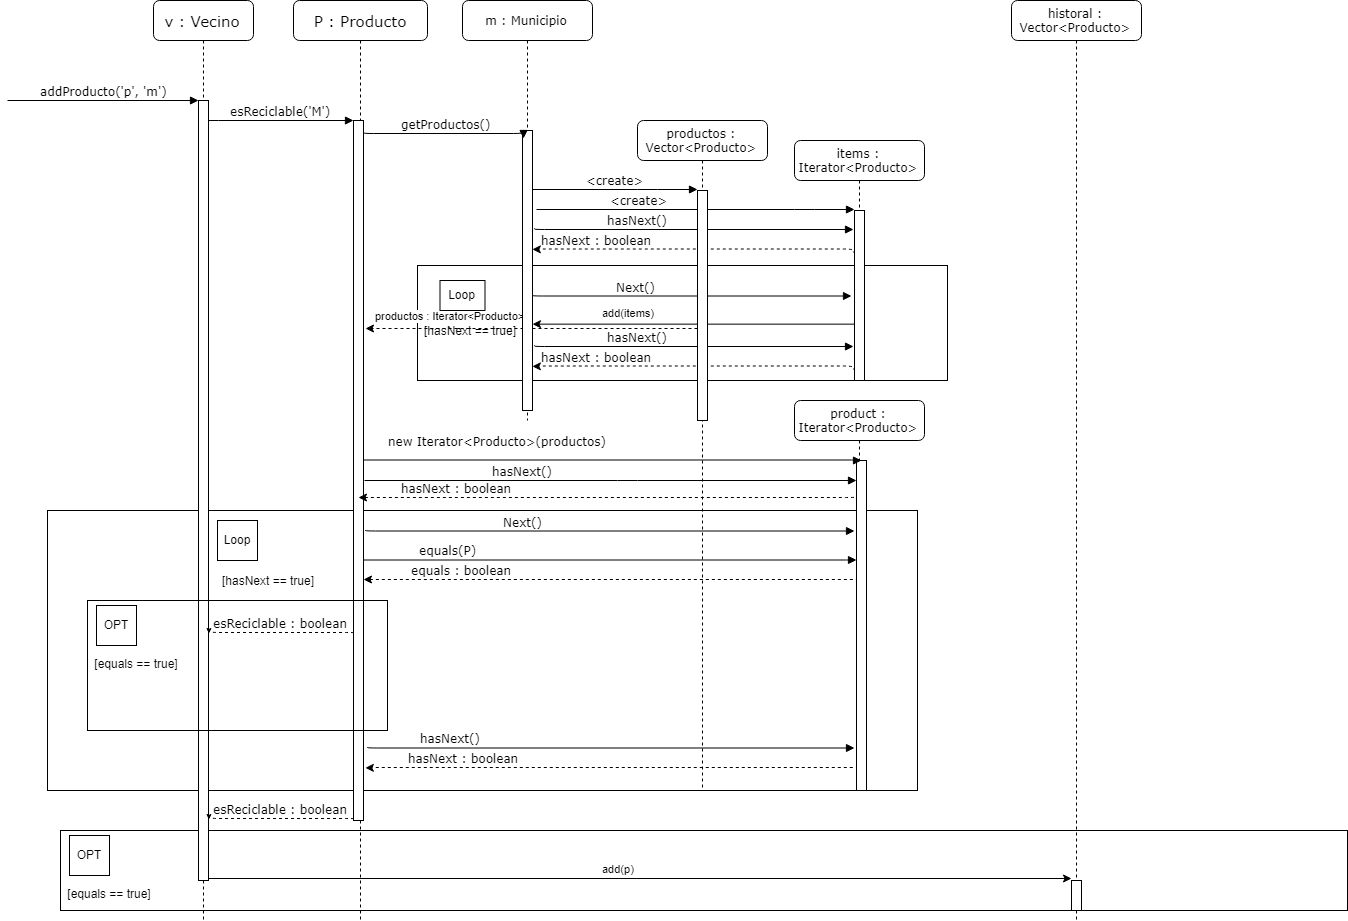 v : Vecino
P : Producto
m : Municipio
historal :
Vector<Producto>
addProducto('p', 'm')
esReciclable('M')
getProductos()
productos :
Vector<Producto>
items :
Iterator<Producto>
<create>
<create>
hasNext()
hasNext : boolean
Loop
Next()
productos : Iterator<Producto>
add(items)
[hasNext == true]
hasNext()
hasNext : boolean
product :
Iterator<Producto>
new Iterator<Producto>(productos)
hasNext()
hasNext : boolean
Next()
Loop
equals(P)
equals : boolean
[hasNext == true]
OPT
esReciclable : boolean
[equals == true]
hasNext()
hasNext : boolean
esReciclable : boolean
OPT
add(p)
[equals == true]